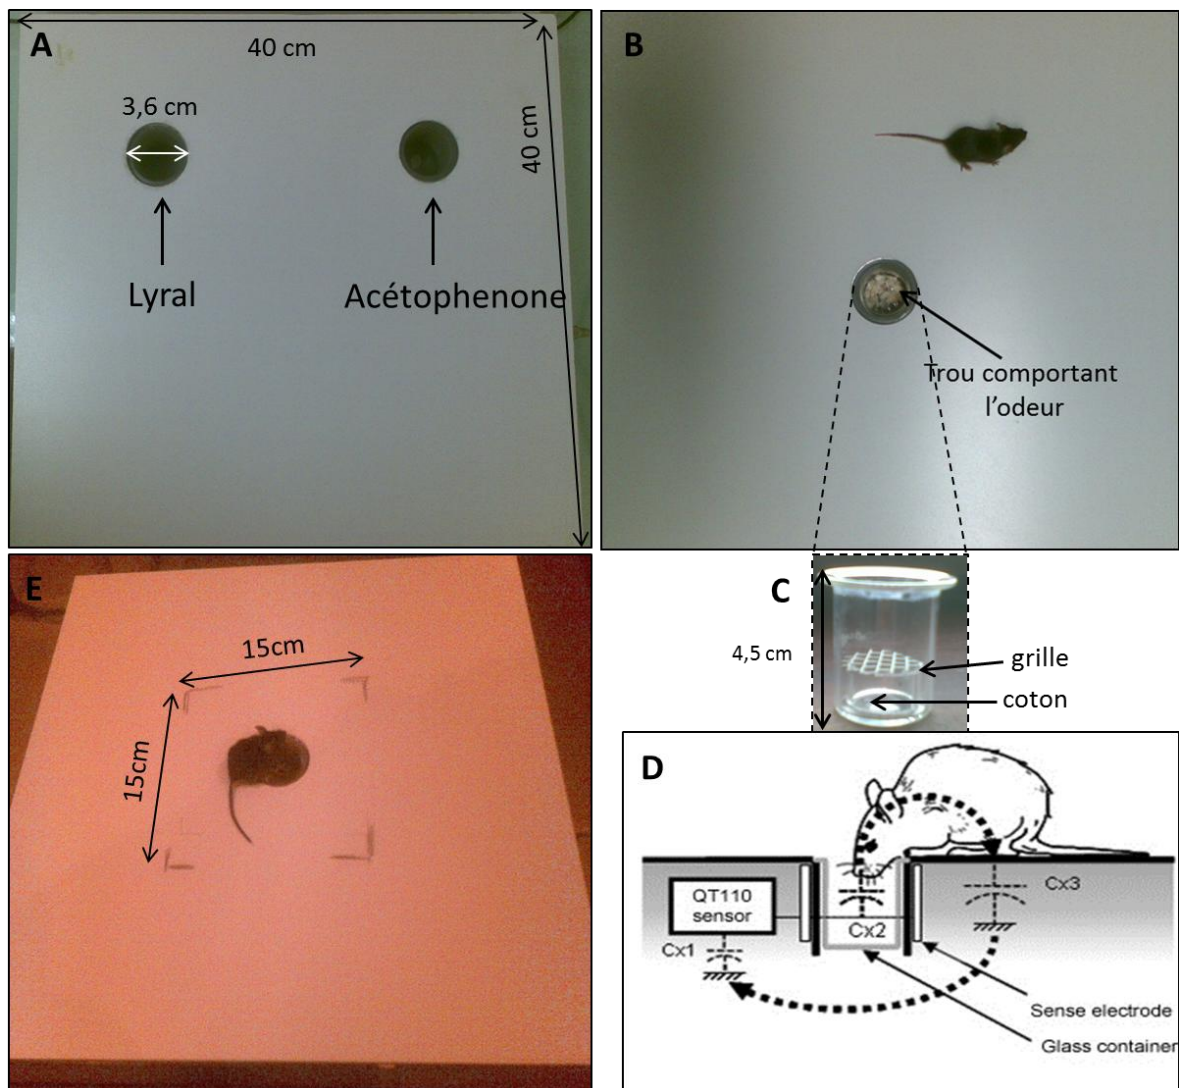 A
40 cm
3,6 cm
40 cm
Lyral
Acétophenone
B
Trou comportant
l'odeur
C
4,5 cm
grille
coton
D
QT110
sensor
Cx1
Cx2
Cx3
Sense electrode
Glass container
E
15cm
15cm